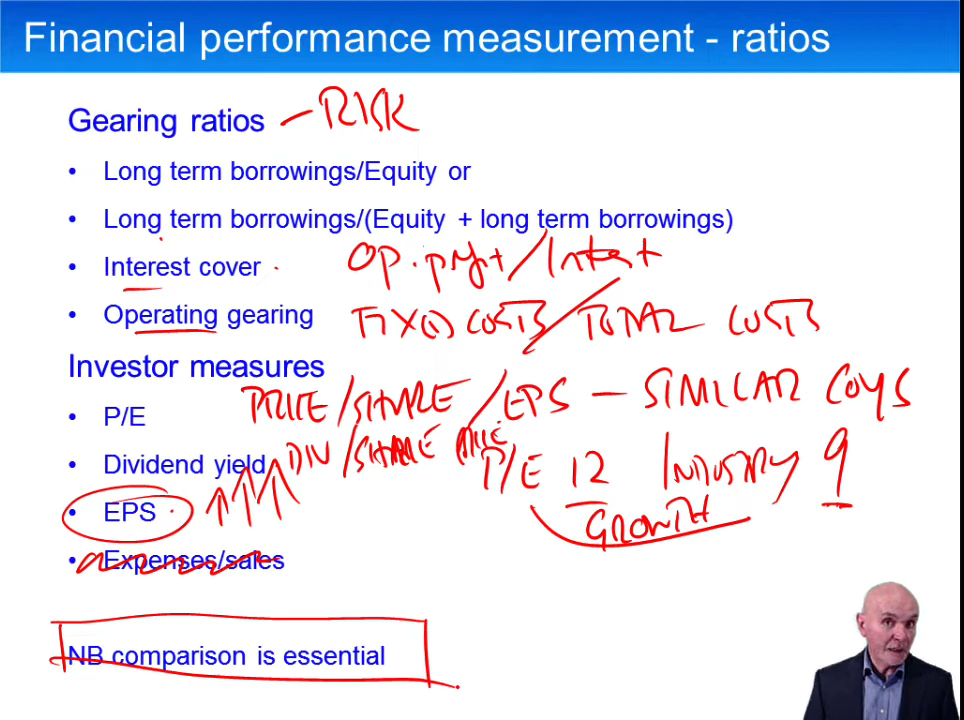 Financial performance measurement - ratios
Gearing ratios – RISK
• Long term borrowings/Equity or
• Long term borrowings/(Equity + long term borrowings)
• Interest cover OP. profit / Interest
• Operating gearing FIXED COSTS / TOTAL COSTS
Investor measures
• P/E PRICE/SHARE / EPS – SIMILAR COYS
• Dividend yield DIV/SHARE PRICE P/E 12 INDUSTRY 9
• EPS GROWTH
• Expenses/sales
NB comparison is essential